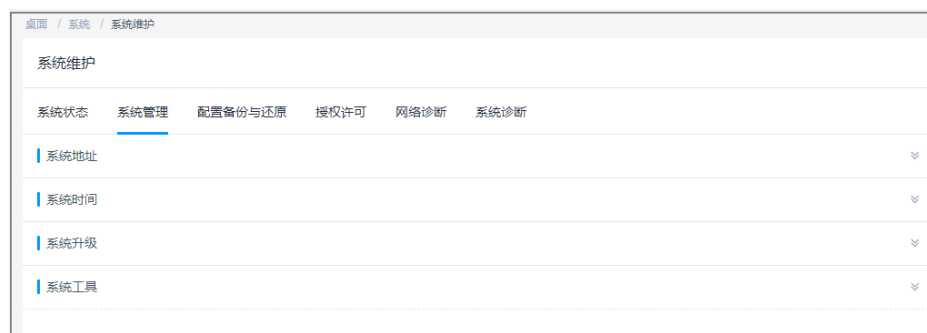 桌面 / 系统 / 系统维护
系统维护
系统状态 系统管理 配置备份与还原 授权许可 网络诊断 系统诊断
系统地址
系统时间
系统升级
系统工具